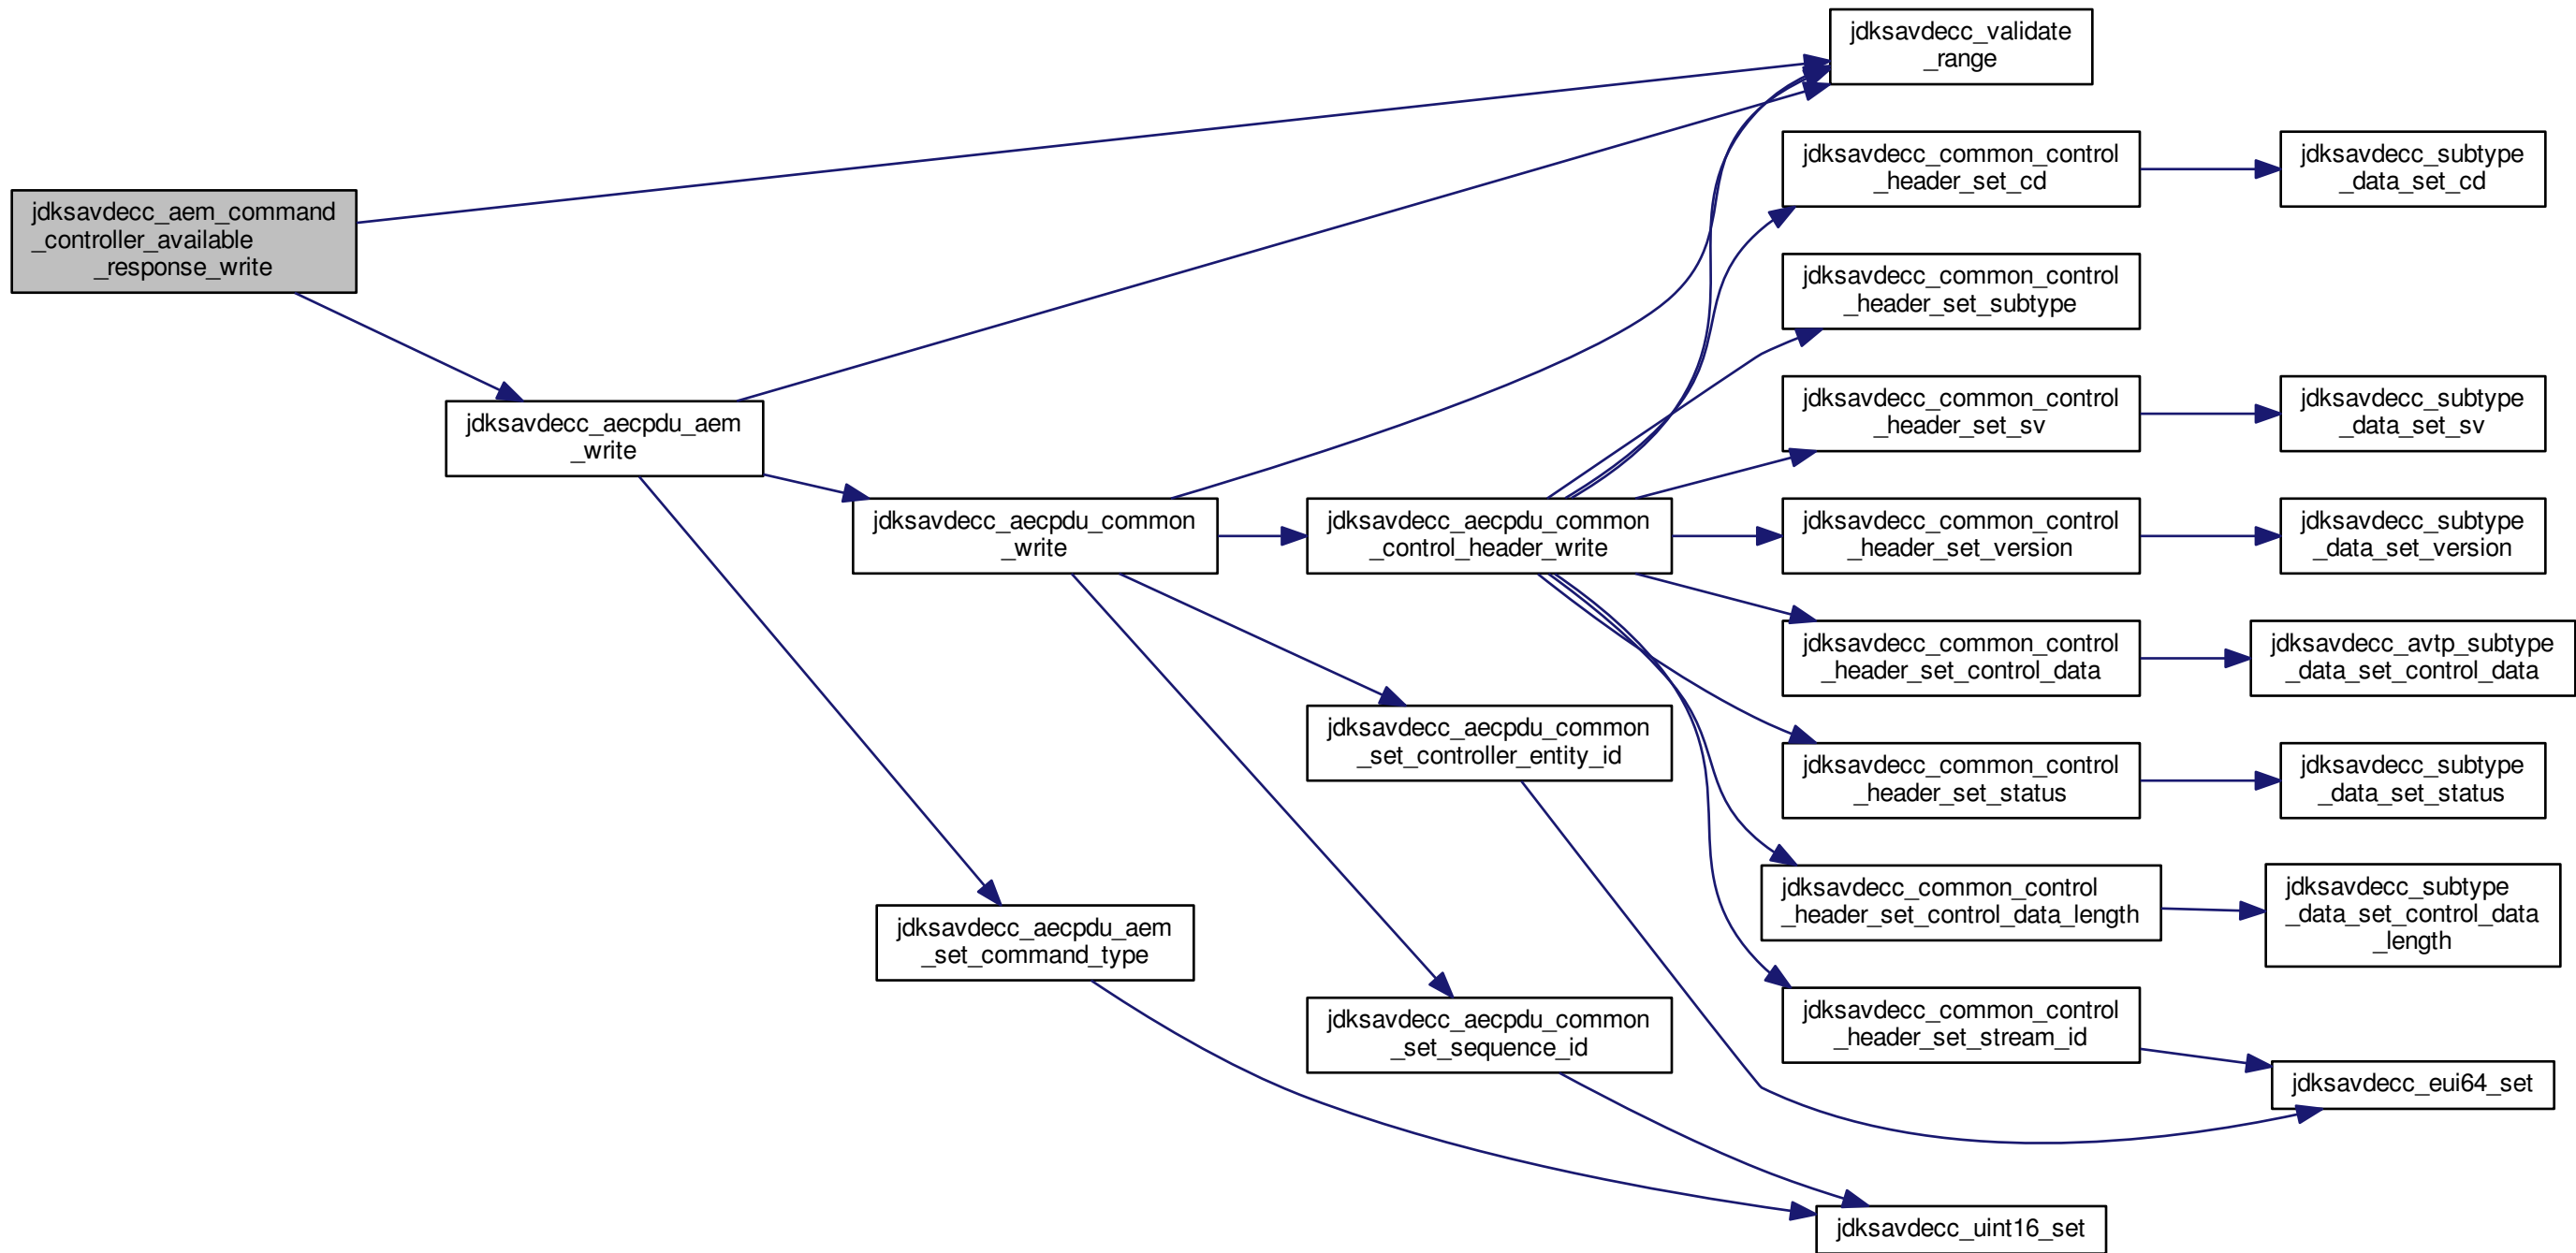 jdksavdecc_aem_command
_controller_available
_response_write
jdksavdecc_aecpdu_aem
_write
jdksavdecc_aecpdu_common
_write
jdksavdecc_aecpdu_aem
_set_command_type
jdksavdecc_aecpdu_common
_control_header_write
jdksavdecc_aecpdu_common
_set_controller_entity_id
jdksavdecc_aecpdu_common
_set_sequence_id
jdksavdecc_validate
_range
jdksavdecc_common_control
_header_set_cd
jdksavdecc_common_control
_header_set_subtype
jdksavdecc_common_control
_header_set_sv
jdksavdecc_common_control
_header_set_version
jdksavdecc_common_control
_header_set_control_data
jdksavdecc_common_control
_header_set_status
jdksavdecc_common_control
_header_set_control_data_length
jdksavdecc_common_control
_header_set_stream_id
jdksavdecc_uint16_set
jdksavdecc_subtype
_data_set_cd
jdksavdecc_subtype
_data_set_sv
jdksavdecc_subtype
_data_set_version
jdksavdecc_avtp_subtype
_data_set_control_data
jdksavdecc_subtype
_data_set_status
jdksavdecc_subtype
_data_set_control_data
_length
jdksavdecc_eui64_set